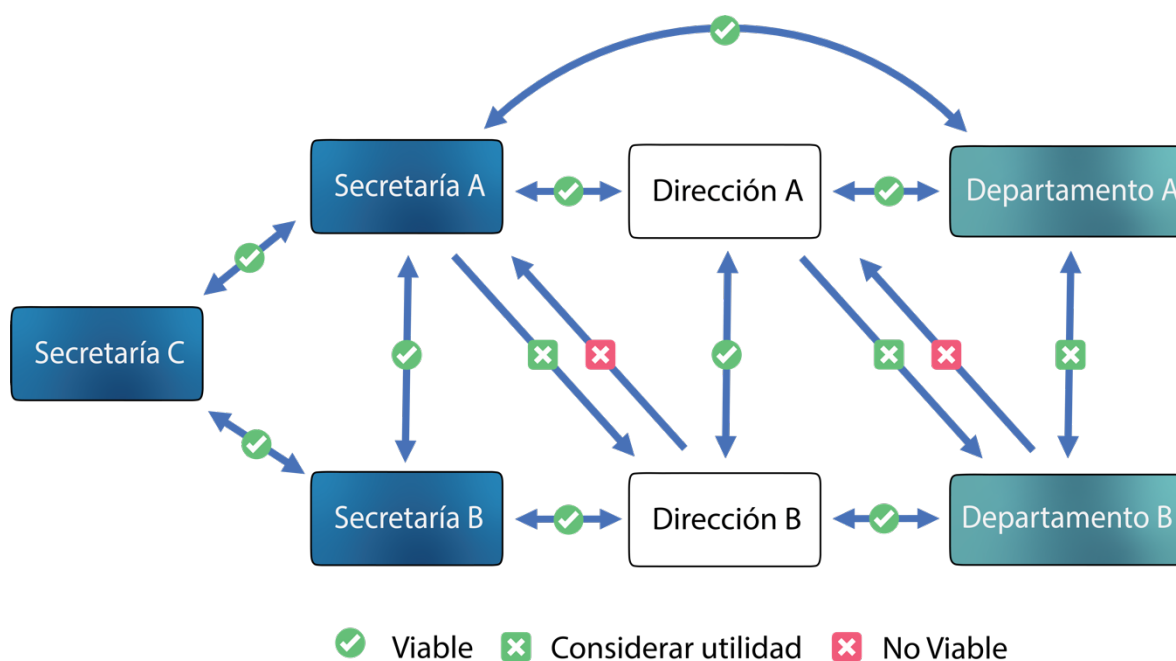 Secretaría A
Dirección A
Departamento A
Secretaría C
Secretaría B
Dirección B
Departamento B
Viable
Considerar utilidad
No Viable